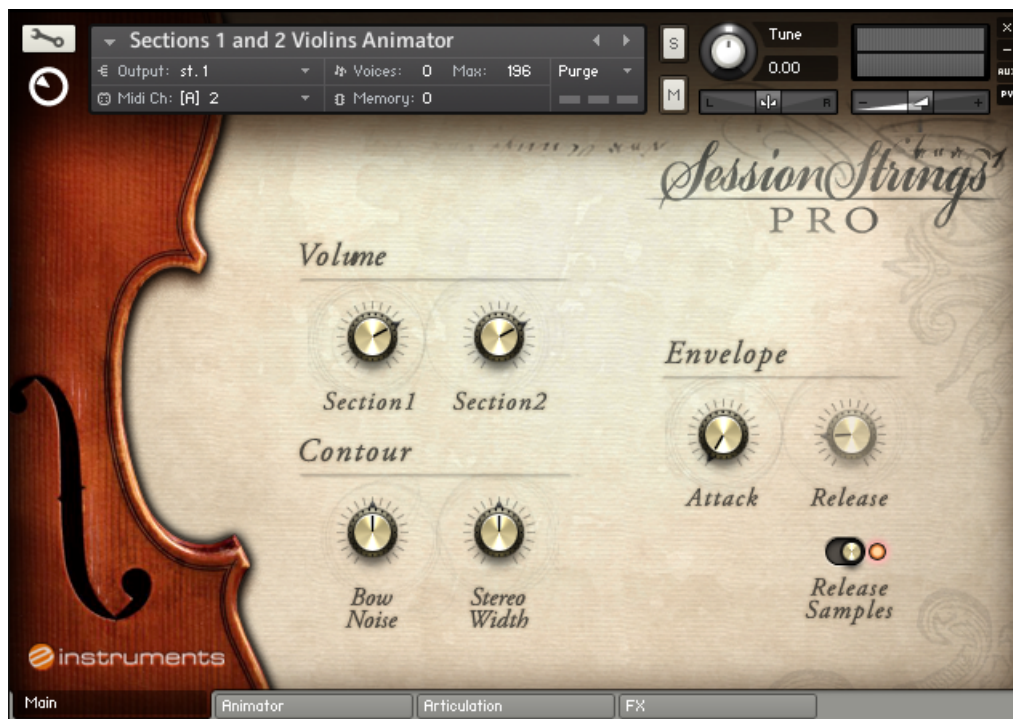 Sections 1 and 2 Violins Animator
Output: st.1
Voices: 0 Max: 196
Purge
Midi Ch: [A] 2
Memory: 0
S
M
Tune
0.00
L
R
-
+
×
-
AUX
PV
Session Strings
PRO
Volume
Section1
Section2
Contour
Bow
Noise
Stereo
Width
Envelope
Attack
Release
Release
Samples
e instruments
Main
Animator
Articulation
FX